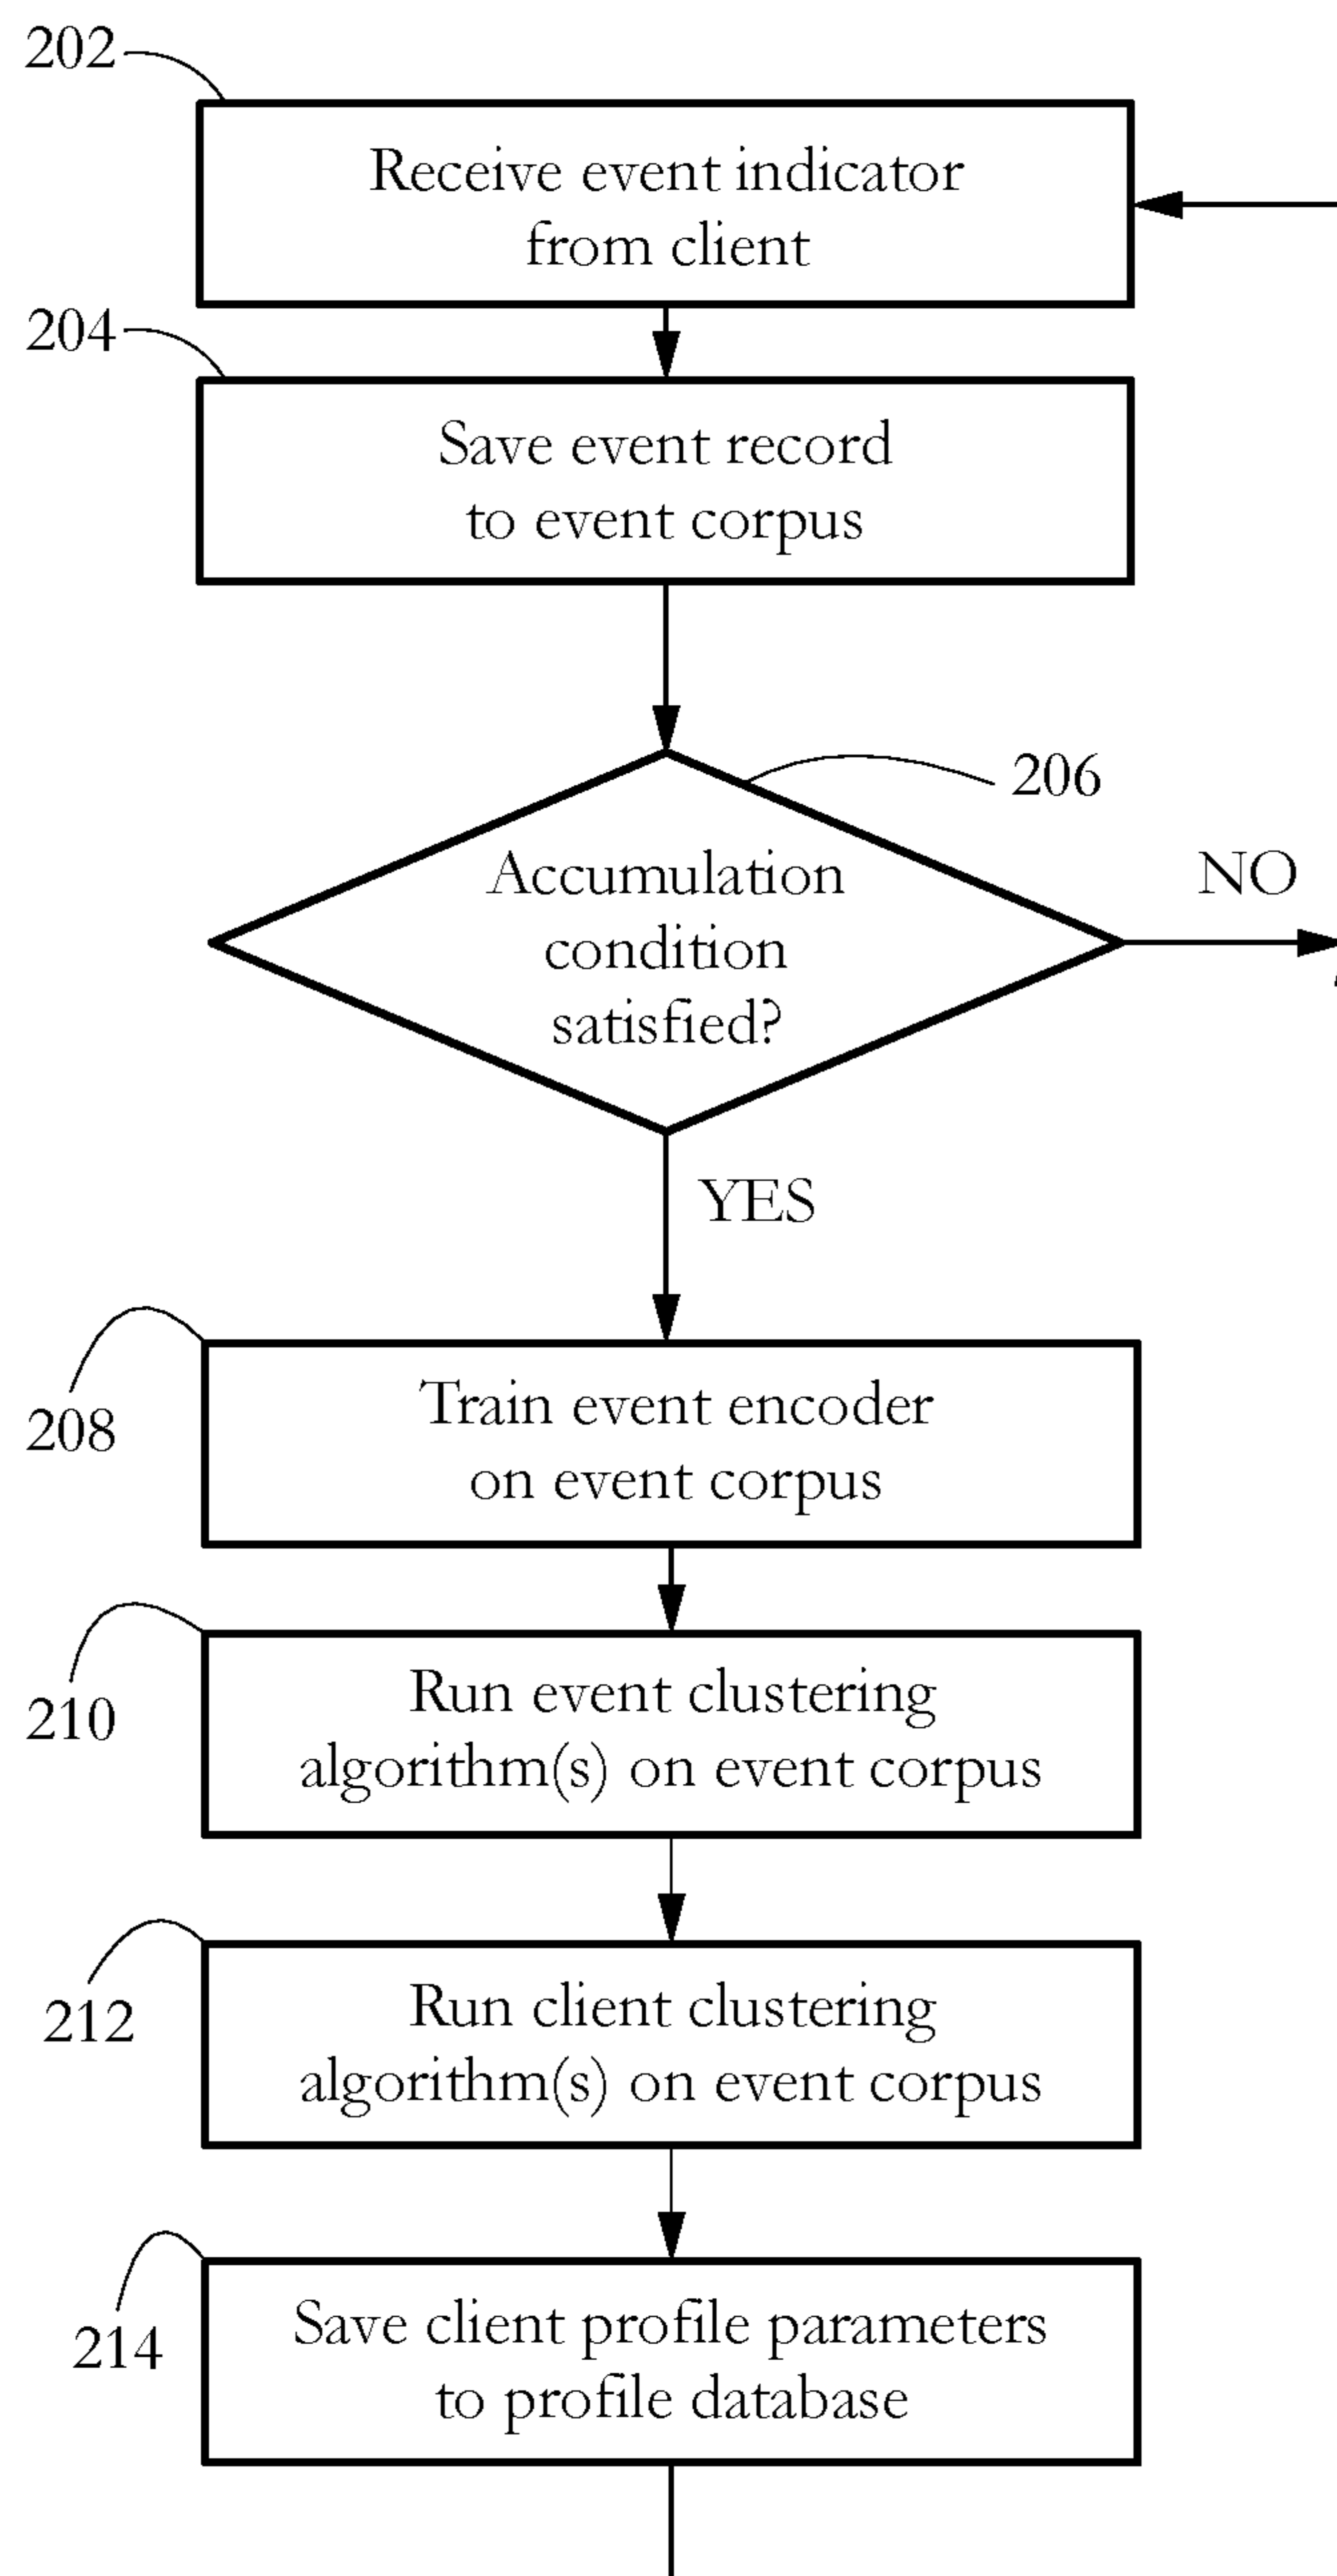 202
Receive event indicator
from client
204
Save event record
to event corpus
206
Accumulation
condition
satisfied?
NO
YES
208
Train event encoder
on event corpus
210
Run event clustering
algorithm(s) on event corpus
212
Run client clustering
algorithm(s) on event corpus
214
Save client profile parameters
to profile database